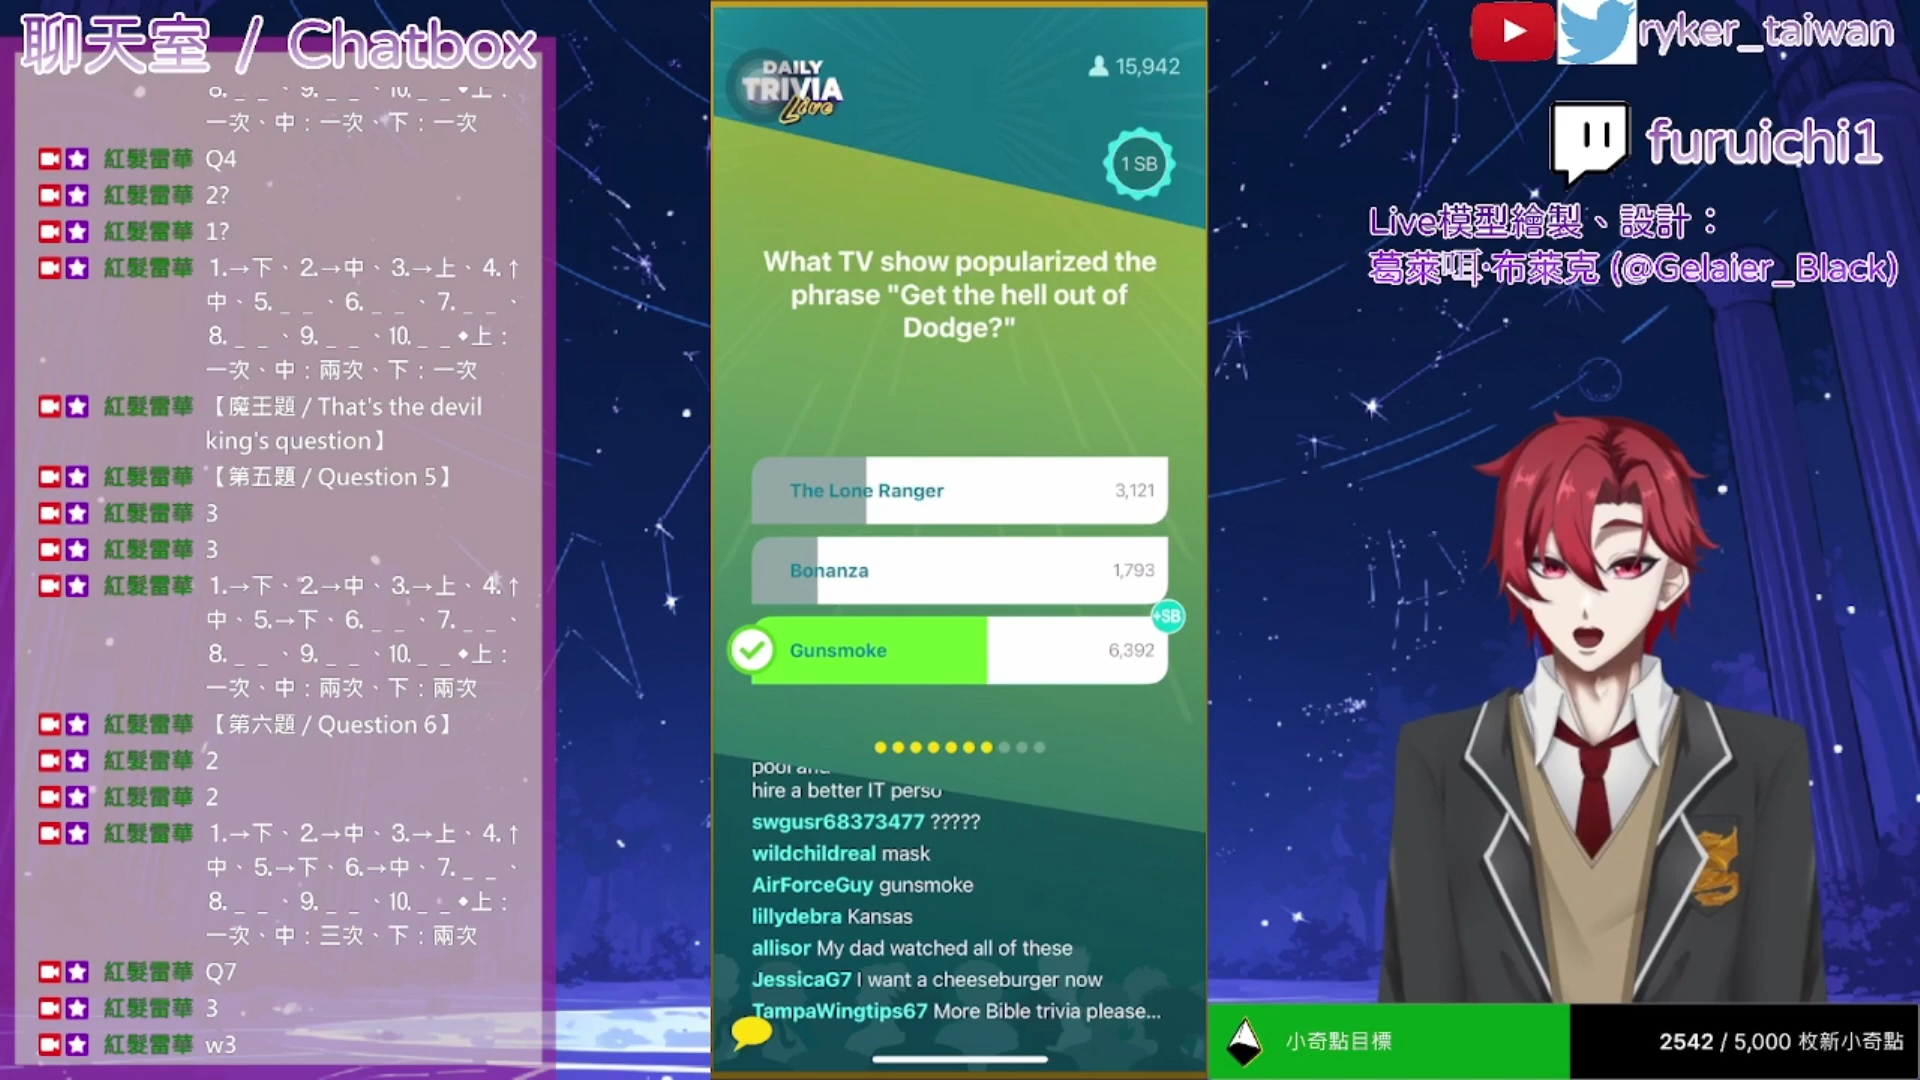 聊天室 / Chatbox
8. _ _ 、9. _ _ 、10. _ _ ◆上：
一次、中：一次、下：一次
紅髮雷華 Q4
紅髮雷華 2?
紅髮雷華 1?
紅髮雷華 1.→下、2.→中、3.→上、4.↑
中、5. _ _ 、6. _ _ 、7. _ _ 、
8. _ _ 、9. _ _ 、10. _ _ ◆上：
一次、中：兩次、下：一次
紅髮雷華 【魔王題 / That's the devil
king's question】
紅髮雷華 【第五題 / Question 5】
紅髮雷華 3
紅髮雷華 3
紅髮雷華 1.→下、2.→中、3.→上、4.↑
中、5.→下、6. _ _ 、7. _ _ 、
8. _ _ 、9. _ _ 、10. _ _ ◆上：
一次、中：兩次、下：兩次
紅髮雷華 【第六題 / Question 6】
紅髮雷華 2
紅髮雷華 2
紅髮雷華 1.→下、2.→中、3.→上、4.↑
中、5.→下、6.→中、7. _ _ 、
8. _ _ 、9. _ _ 、10. _ _ ◆上：
一次、中：三次、下：兩次
紅髮雷華 Q7
紅髮雷華 3
紅髮雷華 w3
DAILY
TRIVIA
Live
15,942
1 SB
What TV show popularized the
phrase "Get the hell out of
Dodge?"
The Lone Ranger 3,121
Bonanza 1,793
+SB
Gunsmoke 6,392
pool and
hire a better IT perso
swgusr68373477 ?????
wildchildreal mask
AirForceGuy gunsmoke
lillydebra Kansas
allisor My dad watched all of these
JessicaG7 I want a cheeseburger now
TampaWingtips67 More Bible trivia please...
ryker_taiwan
furuichi1
Live模型繪製、設計：
葛萊咡·布萊克 (@Gelaier_Black)
小奇點目標
2542 / 5,000 枚新小奇點